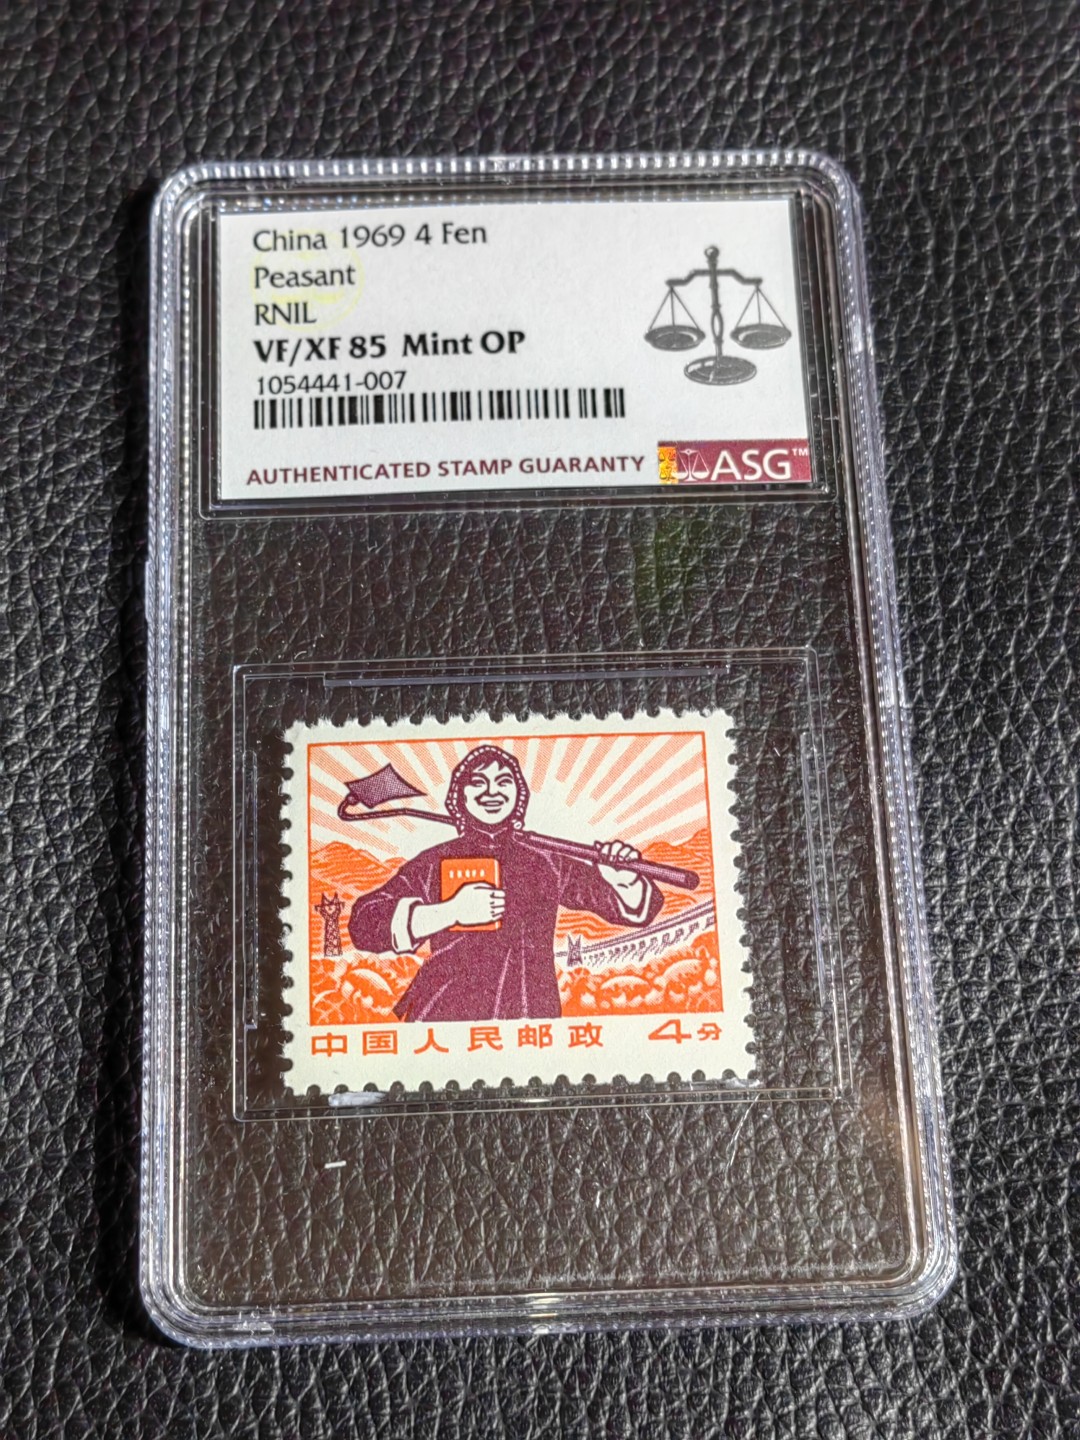 China 1969 4 Fen
Peasant
RNIL
VF/XF 85 Mint OP
1054441-007
AUTHENTICATED STAMP GUARANTY ASG™
中国人民邮政 4分